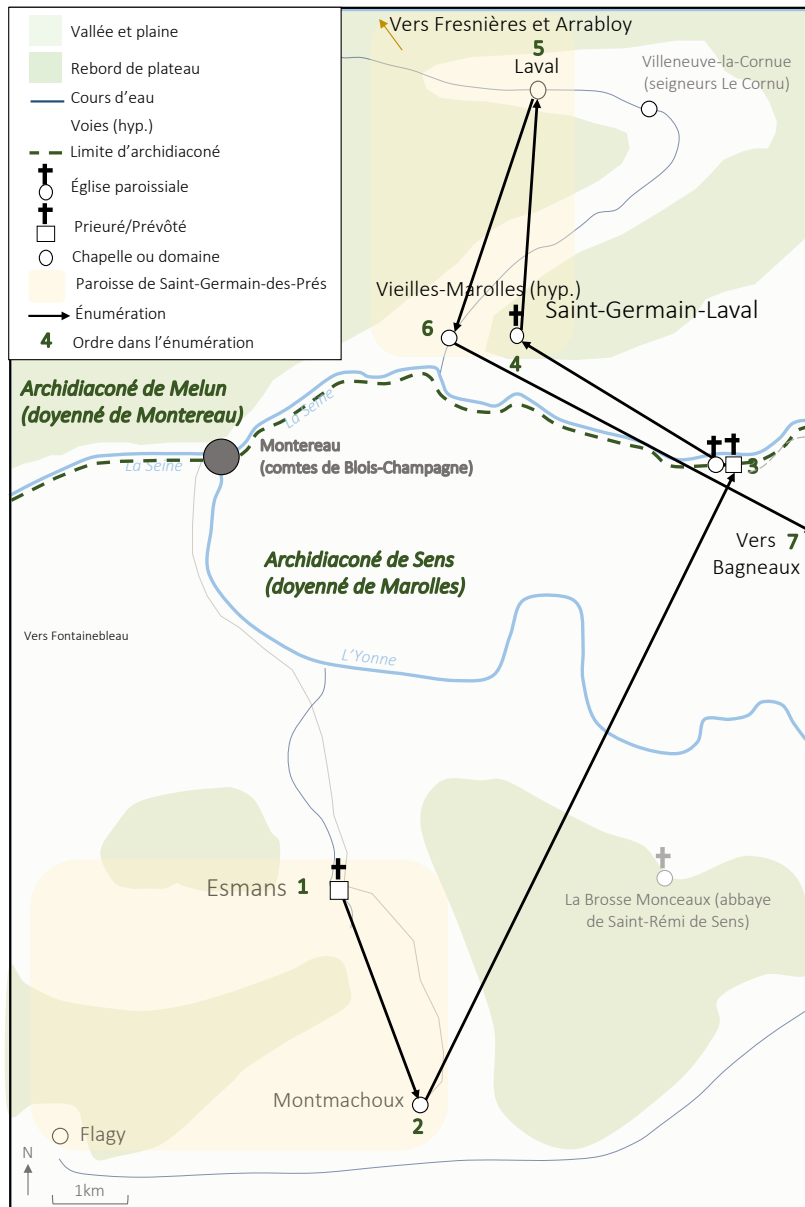 Vallée et plaine
Rebord de plateau
Cours d'eau
Voies (hyp.)
Limite d'archidiaconé
Église paroissiale
Prieuré/Prévôté
Chapelle ou domaine
Paroisse de Saint-Germain-des-Prés
Énumération
4 Ordre dans l'énumération
Vers Fresnières et Arrabloy
5
Laval
Villeneuve-la-Cornue
(seigneurs Le Cornu)
Vieilles-Marolles (hyp.)
Saint-Germain-Laval
6
4
Archidiaconé de Melun
(doyenné de Montereau)
La Seine
La Seine
Montereau
(comtes de Blois-Champagne)
3
Vers 7
Bagneaux
Archidiaconé de Sens
(doyenné de Marolles)
Vers Fontainebleau
L'Yonne
Esmans 1
La Brosse Monceaux (abbaye
de Saint-Rémi de Sens)
Montmachoux
2
Flagy
N
1km